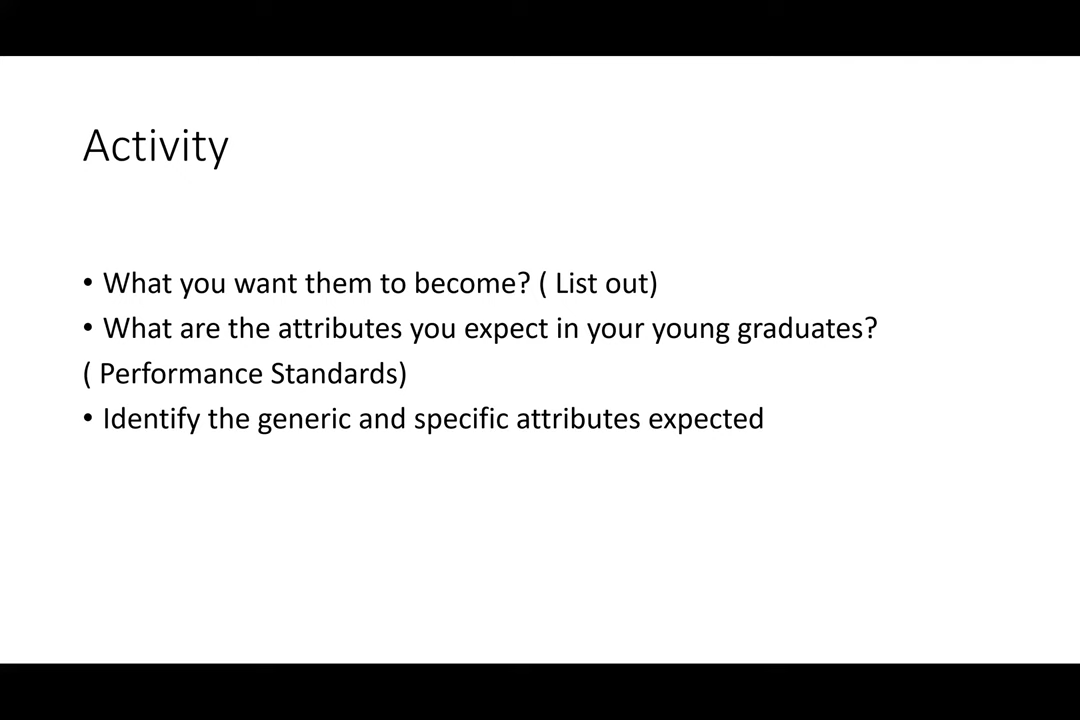 Activity
• What you want them to become? ( List out)
• What are the attributes you expect in your young graduates?
( Performance Standards)
• Identify the generic and specific attributes expected